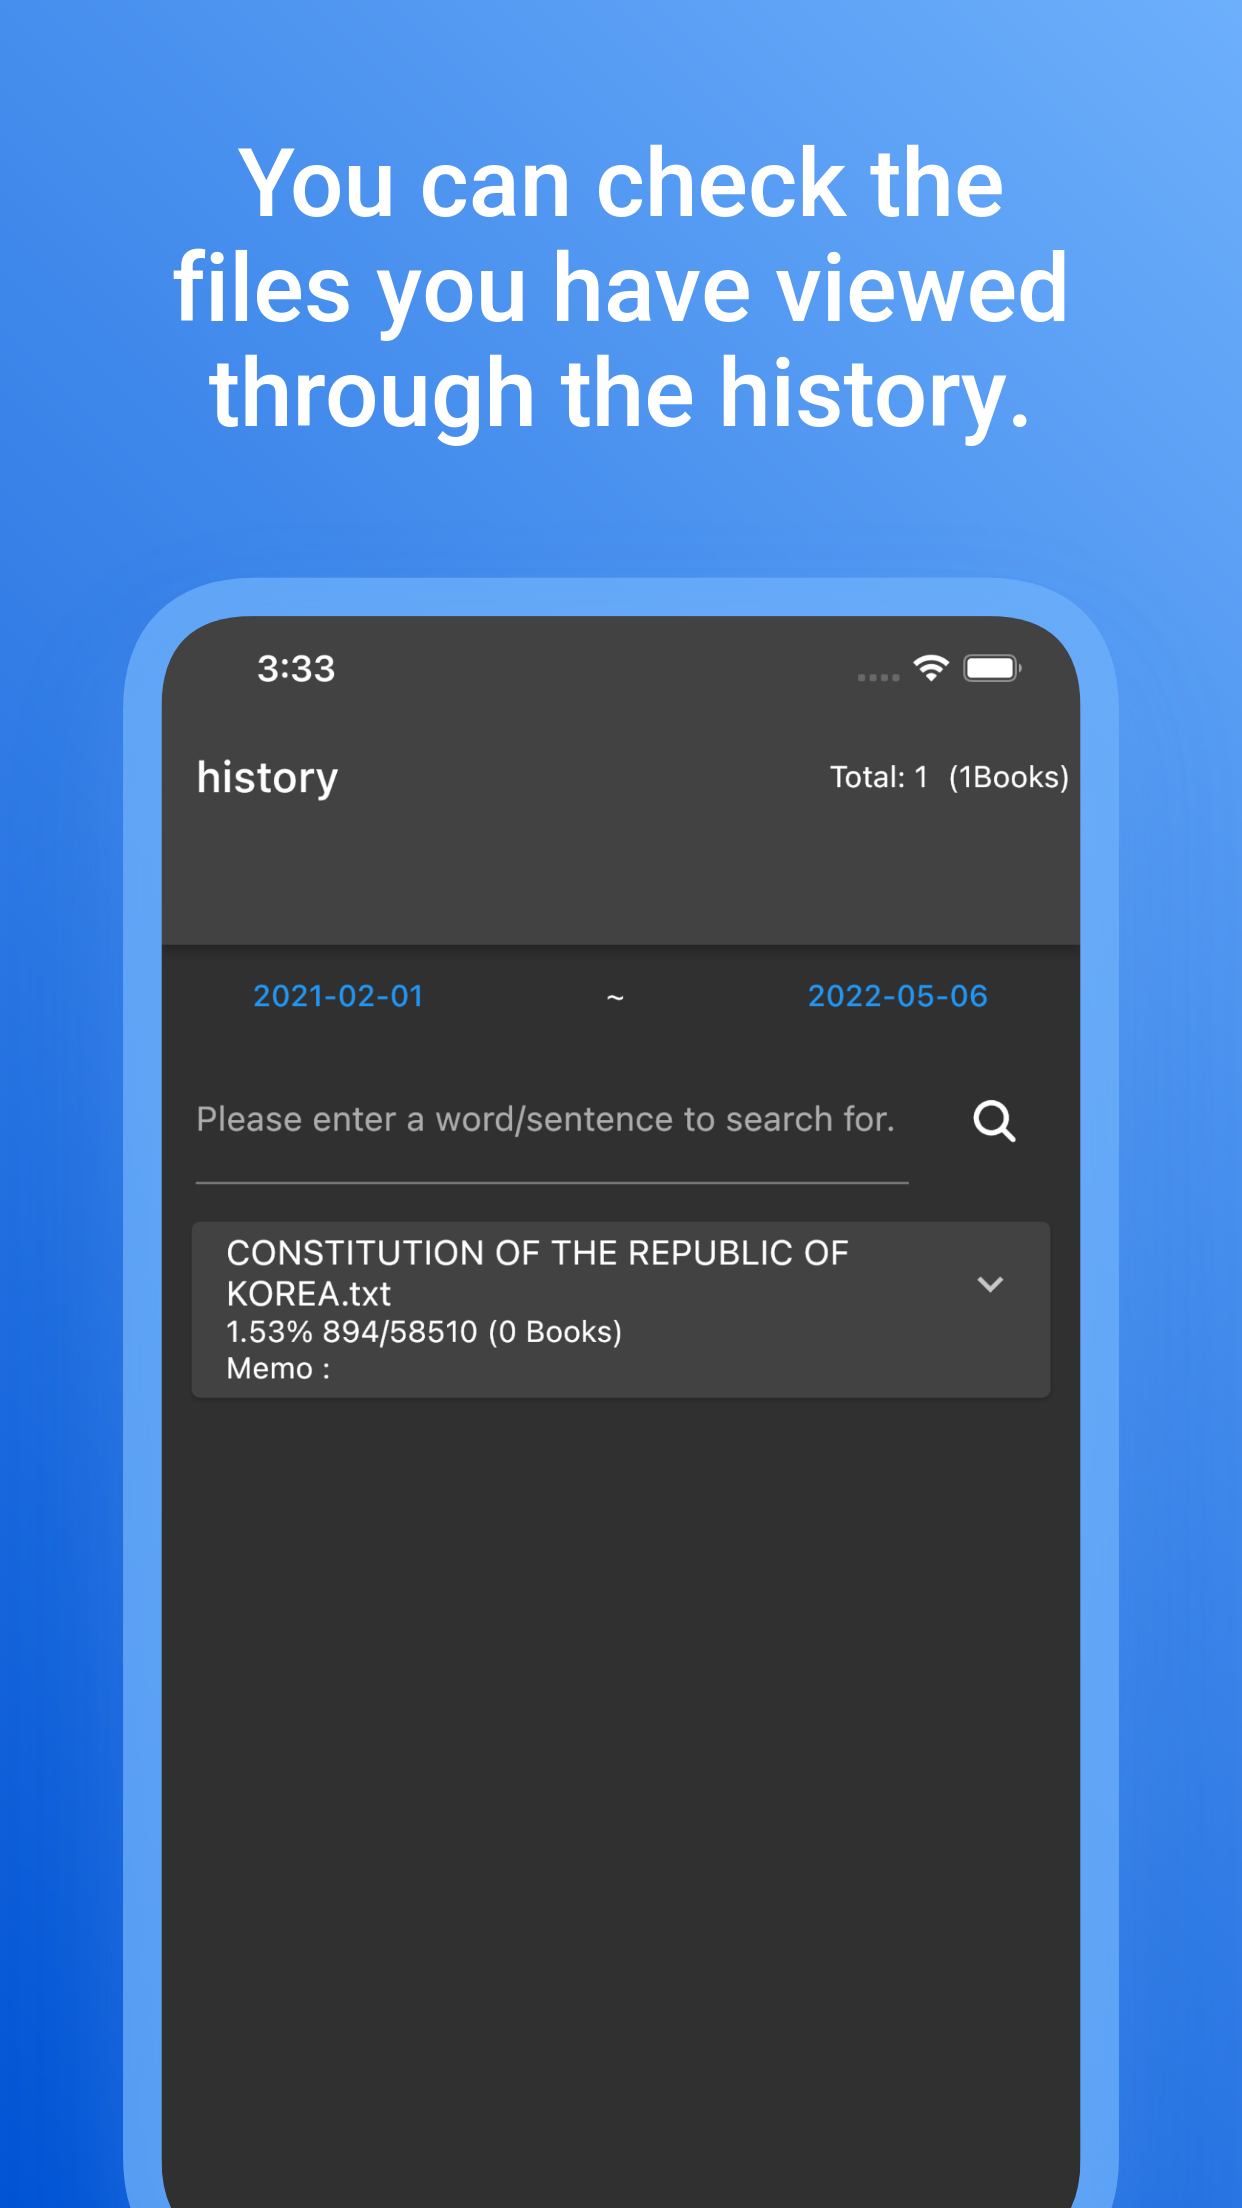 You can check the
files you have viewed
through the history.
3:33
history
Total: 1 (1Books)
2021-02-01 ~ 2022-05-06
Please enter a word/sentence to search for.
CONSTITUTION OF THE REPUBLIC OF
KOREA.txt
1.53% 894/58510 (0 Books)
Memo :